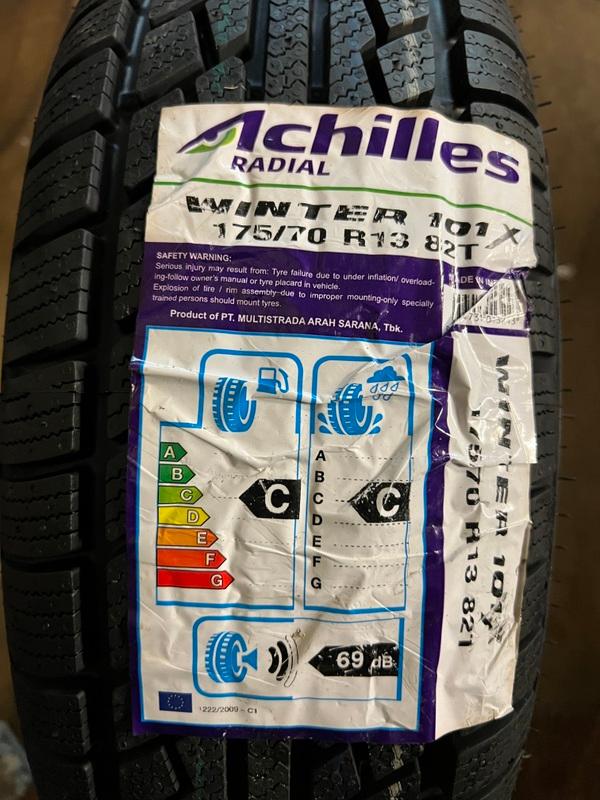 Achilles
RADIAL
WINTER 101X
175/70 R13 82T
SAFETY WARNING:
Serious injury may result from: Tyre failure due to under inflation/ overload-
ing-follow owner's manual or tyre placard in vehicle.
Explosion of tire / rim assembly-due to improper mounting-only specially
trained persons should mount tyres.
Product of PT. MULTISTRADA ARAH SARANA, Tbk.
MADE IN
A
B
C
D
E
F
G
C
A
B
C
D
E
F
G
C
69 dB
1222/2009 - C1
WINTER 101X
175/70 R13 82T